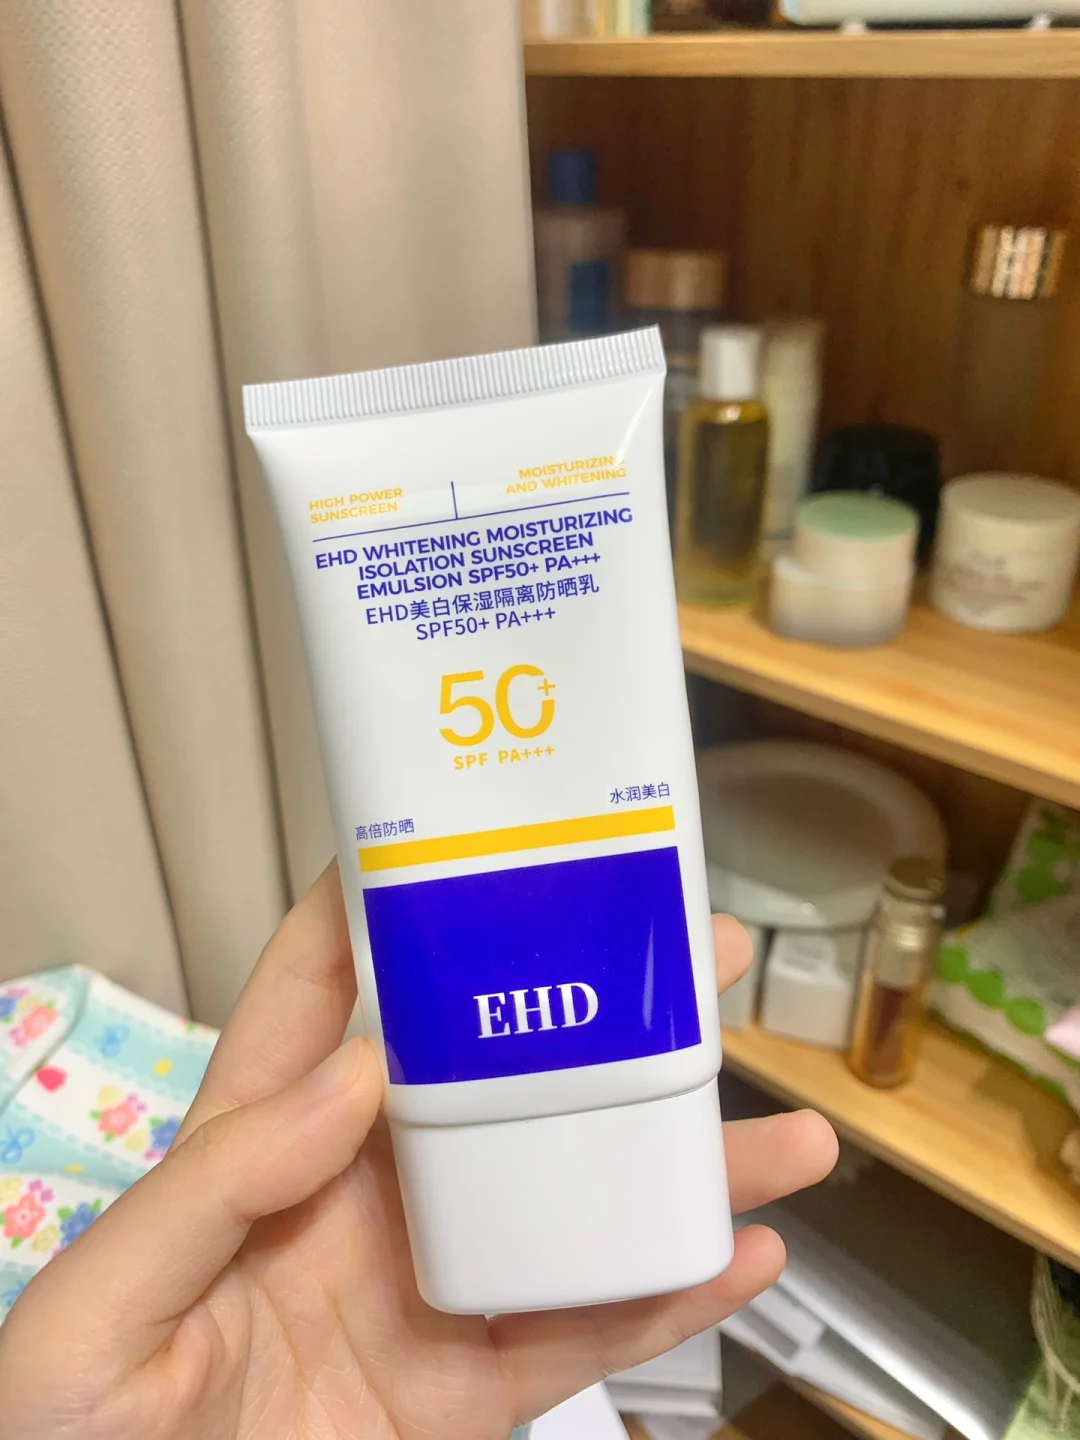 HIGH POWER
SUNSCREEN
MOISTURIZING
AND WHITENING
EHD WHITENING MOISTURIZING
ISOLATION SUNSCREEN
EMULSION SPF50+ PA+++
EHD美白保湿隔离防晒乳
SPF50+ PA+++
50+
SPF PA+++
高倍防晒
水润美白
EHD